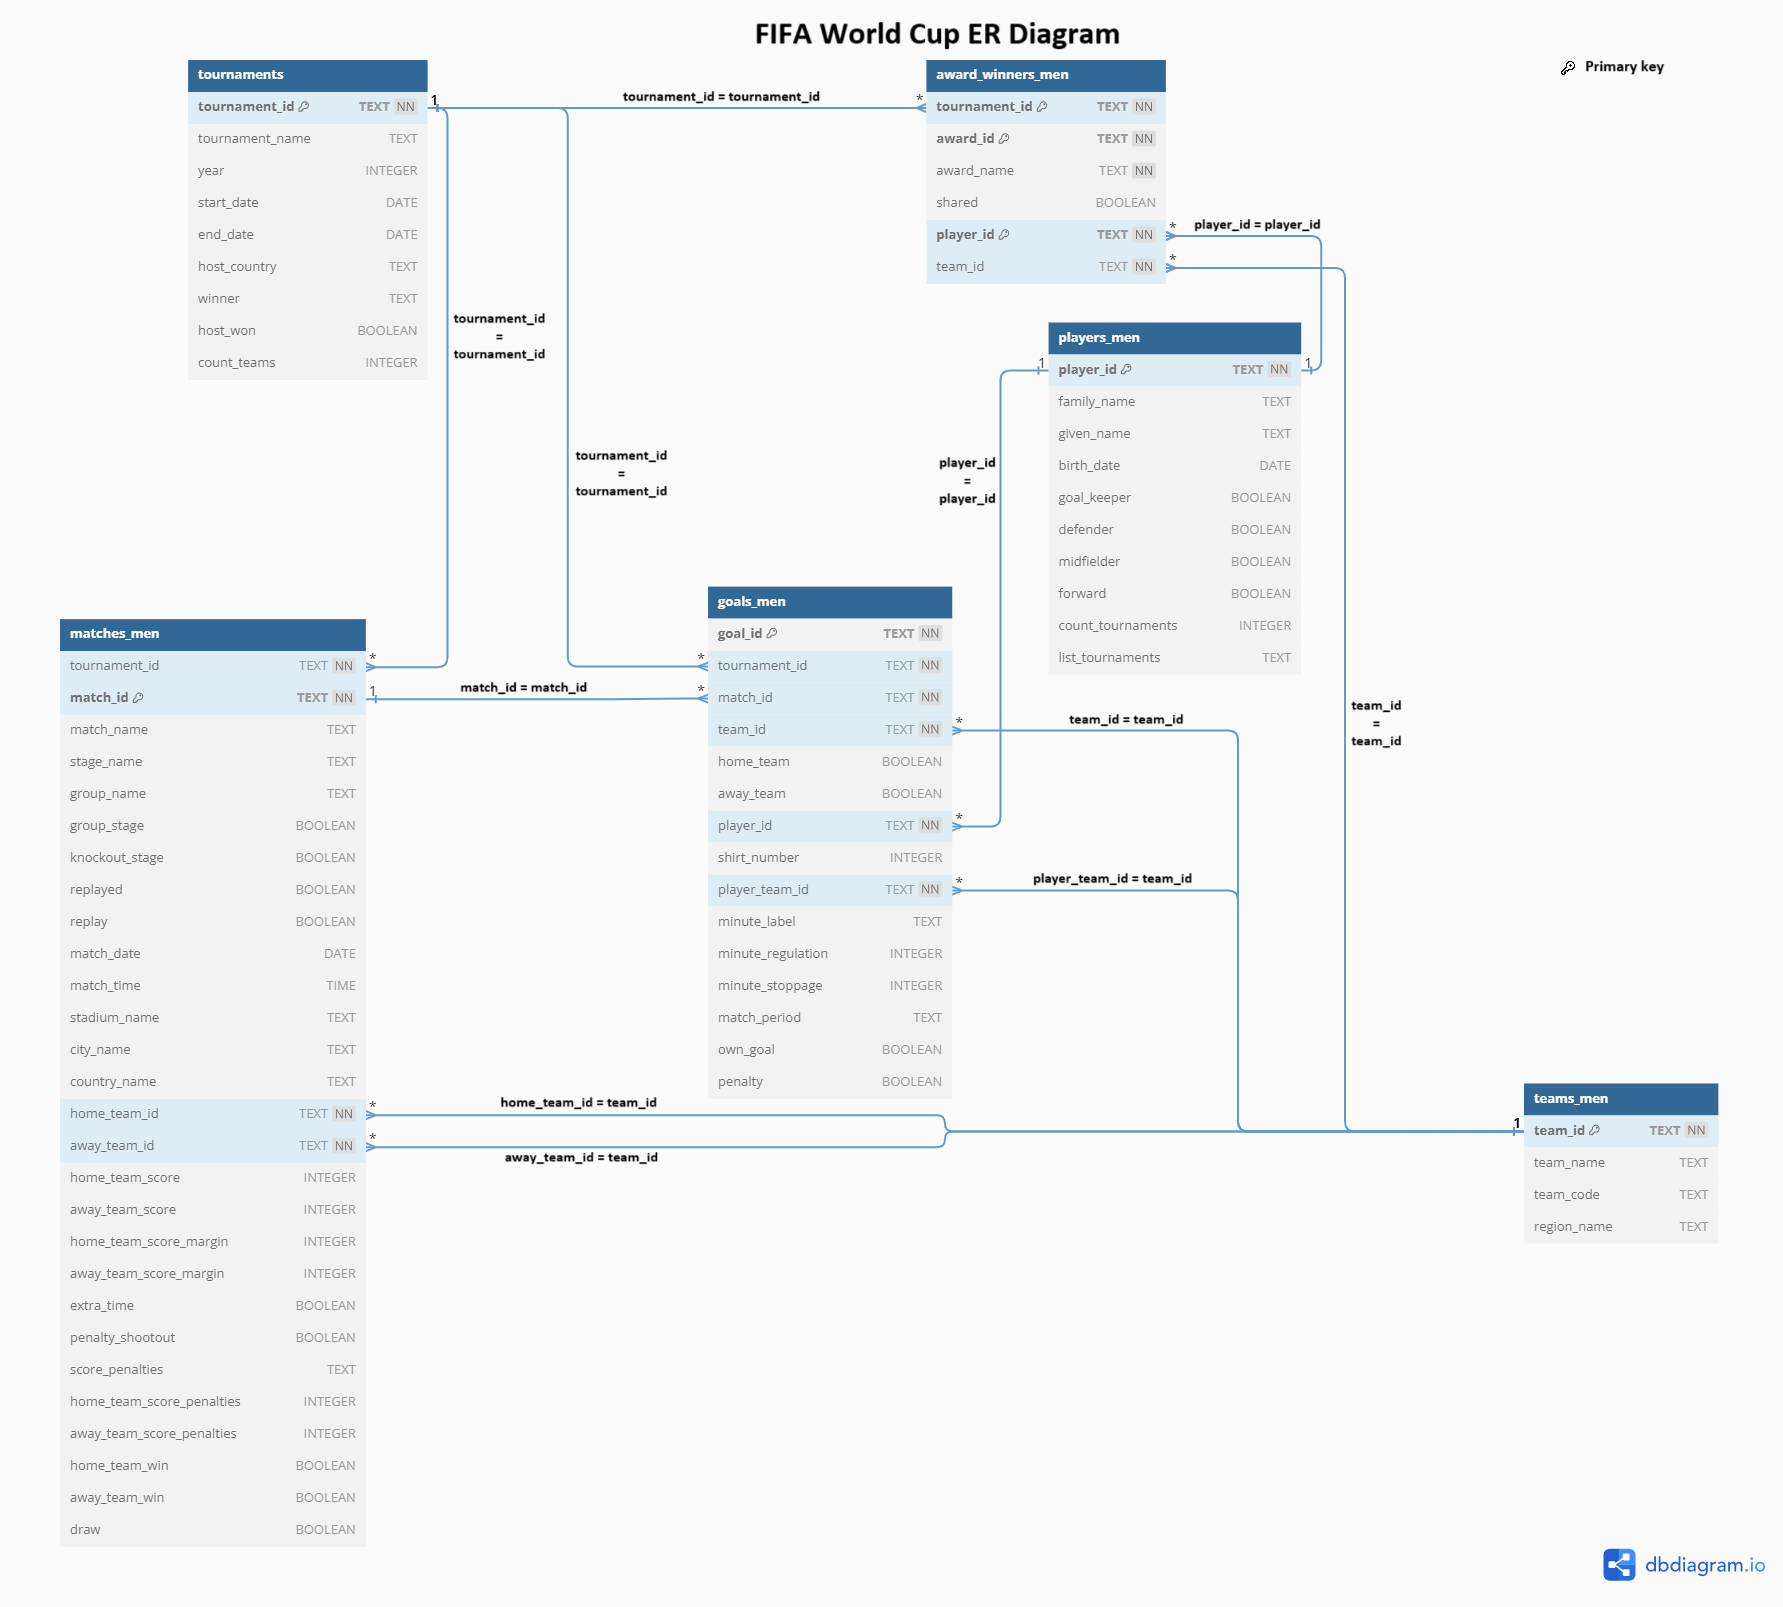 FIFA World Cup ER Diagram
Primary key
tournaments
tournament_id TEXT NN
tournament_name TEXT
year INTEGER
start_date DATE
end_date DATE
host_country TEXT
winner TEXT
host_won BOOLEAN
count_teams INTEGER
1
tournament_id = tournament_id
*
award_winners_men
tournament_id TEXT NN
award_id TEXT NN
award_name TEXT NN
shared BOOLEAN
player_id TEXT NN
team_id TEXT NN
*
player_id = player_id
*
tournament_id
=
tournament_id
tournament_id
=
tournament_id
players_men
player_id TEXT NN
family_name TEXT
given_name TEXT
birth_date DATE
goal_keeper BOOLEAN
defender BOOLEAN
midfielder BOOLEAN
forward BOOLEAN
count_tournaments INTEGER
list_tournaments TEXT
1
1
player_id
=
player_id
team_id
=
team_id
matches_men
tournament_id TEXT NN
match_id TEXT NN
match_name TEXT
stage_name TEXT
group_name TEXT
group_stage BOOLEAN
knockout_stage BOOLEAN
replayed BOOLEAN
replay BOOLEAN
match_date DATE
match_time TIME
stadium_name TEXT
city_name TEXT
country_name TEXT
home_team_id TEXT NN
away_team_id TEXT NN
home_team_score INTEGER
away_team_score INTEGER
home_team_score_margin INTEGER
away_team_score_margin INTEGER
extra_time BOOLEAN
penalty_shootout BOOLEAN
score_penalties TEXT
home_team_score_penalties INTEGER
away_team_score_penalties INTEGER
home_team_win BOOLEAN
away_team_win BOOLEAN
draw BOOLEAN
*
1
match_id = match_id
*
*
goals_men
goal_id TEXT NN
tournament_id TEXT NN
match_id TEXT NN
team_id TEXT NN
home_team BOOLEAN
away_team BOOLEAN
player_id TEXT NN
shirt_number INTEGER
player_team_id TEXT NN
minute_label TEXT
minute_regulation INTEGER
minute_stoppage INTEGER
match_period TEXT
own_goal BOOLEAN
penalty BOOLEAN
*
team_id = team_id
*
*
player_team_id = team_id
*
home_team_id = team_id
*
away_team_id = team_id
1
teams_men
team_id TEXT NN
team_name TEXT
team_code TEXT
region_name TEXT
dbdiagram.io